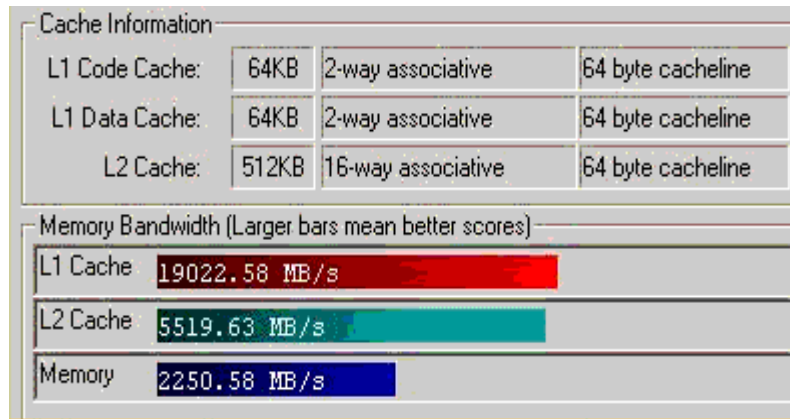 Cache Information
L1 Code Cache: 64KB 2-way associative 64 byte cacheline
L1 Data Cache: 64KB 2-way associative 64 byte cacheline
L2 Cache: 512KB 16-way associative 64 byte cacheline
Memory Bandwidth (Larger bars mean better scores)
L1 Cache 19022.58 MB/s
L2 Cache 5519.63 MB/s
Memory 2250.58 MB/s